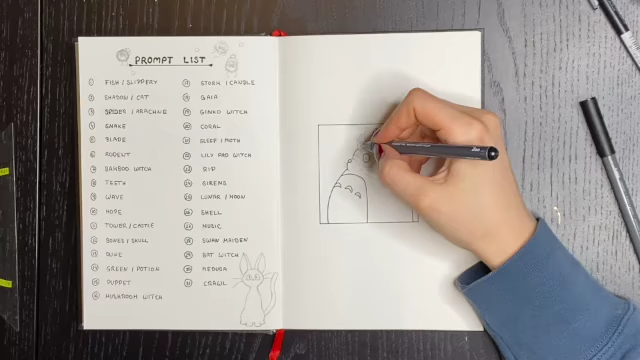 PROMPT LIST
1 FISH / SLIPPERY
2 SHADOW / CAT
3 SPIDER / ARACHNE
4 SNAKE
5 BLADE
6 RODENT
7 BAMBOO WITCH
8 TEETH
9 WAVE
10 HOPE
11 TOWER / CASTLE
12 BONES / SKULL
13 DUNE
14 GREEN / POTION
15 PUPPET
16 MUSHROOM WITCH
17 STORK / CANDLE
18 GAIA
19 GINKO WITCH
20 CORAL
21 SLEEP / MOTH
22 LILY PAD WITCH
23 RIP
24 SIRENS
25 LUNAR / MOON
26 SHELL
27 MUSIC
28 SWAN MAIDEN
29 BAT WITCH
30 MEDUSA
31 CRAWL